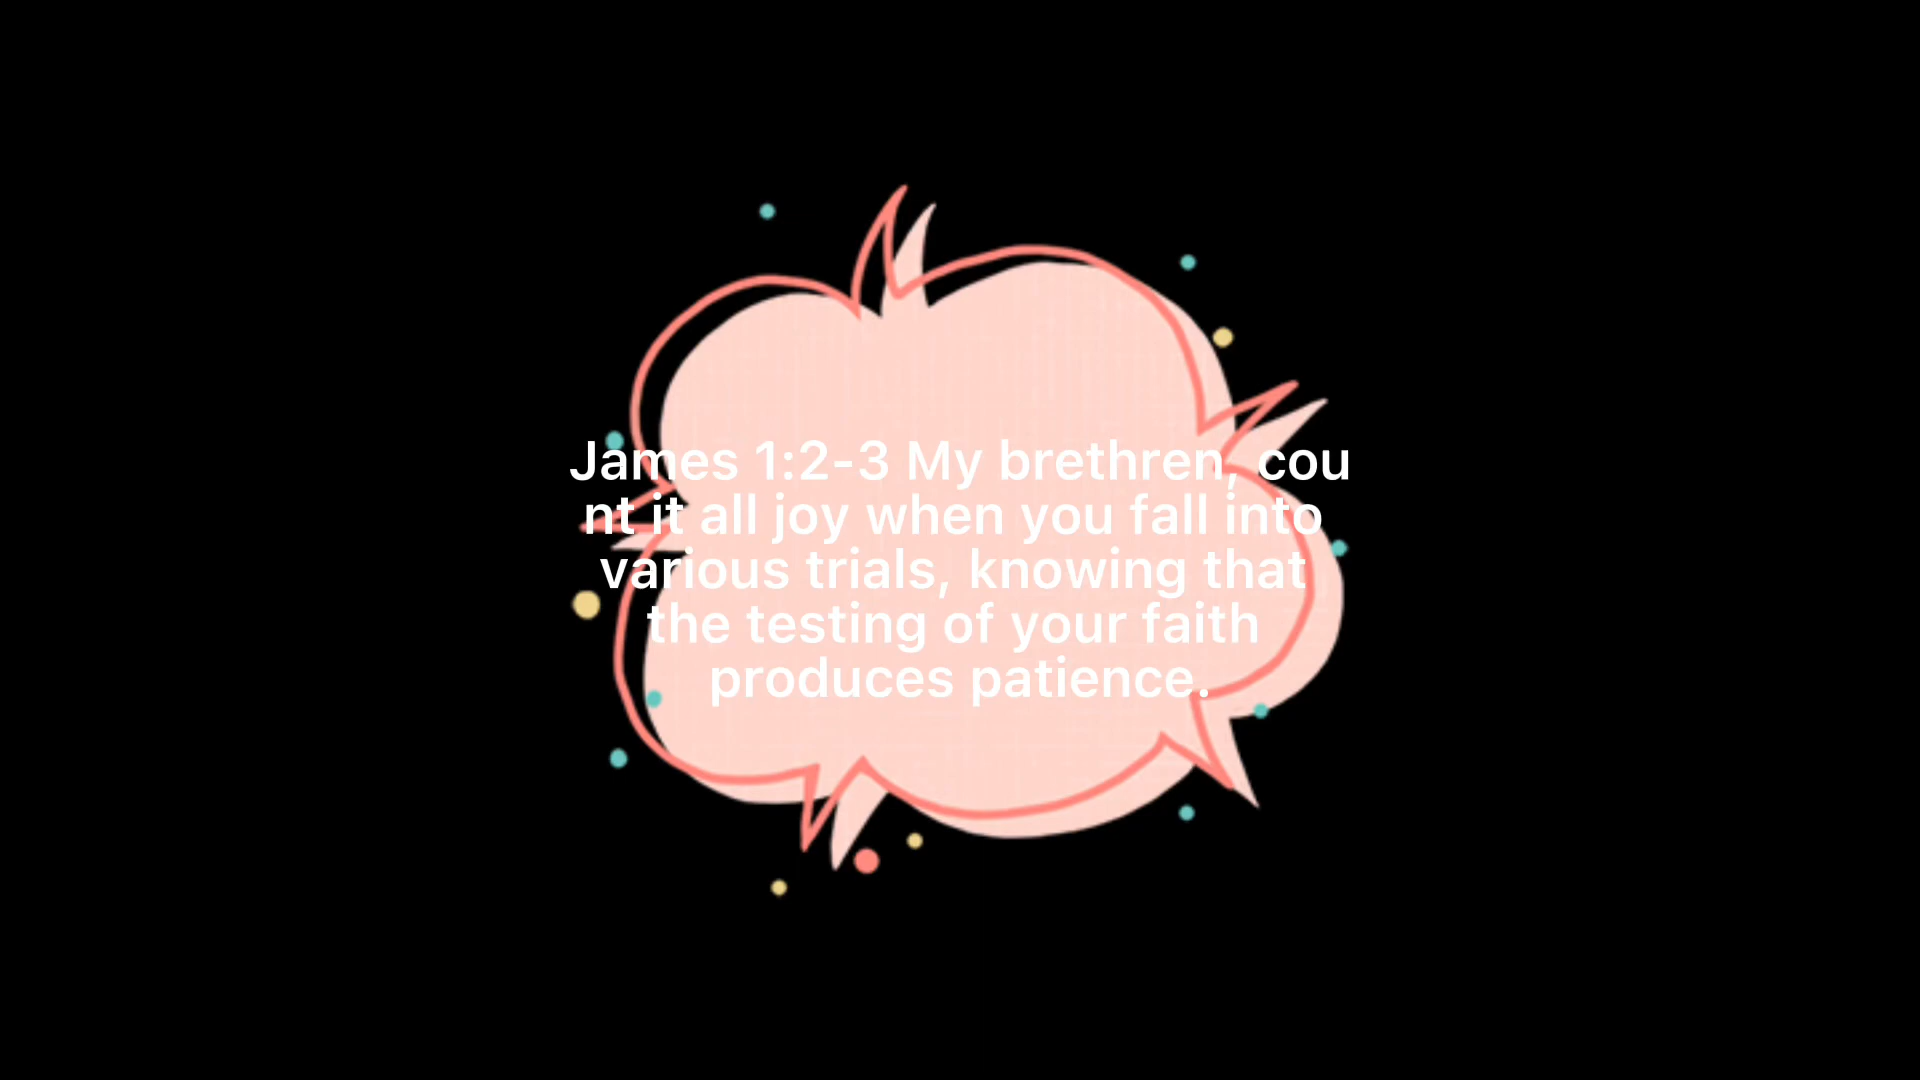 James 1:2-3 My brethren, cou
nt it all joy when you fall into
various trials, knowing that
the testing of your faith
produces patience.